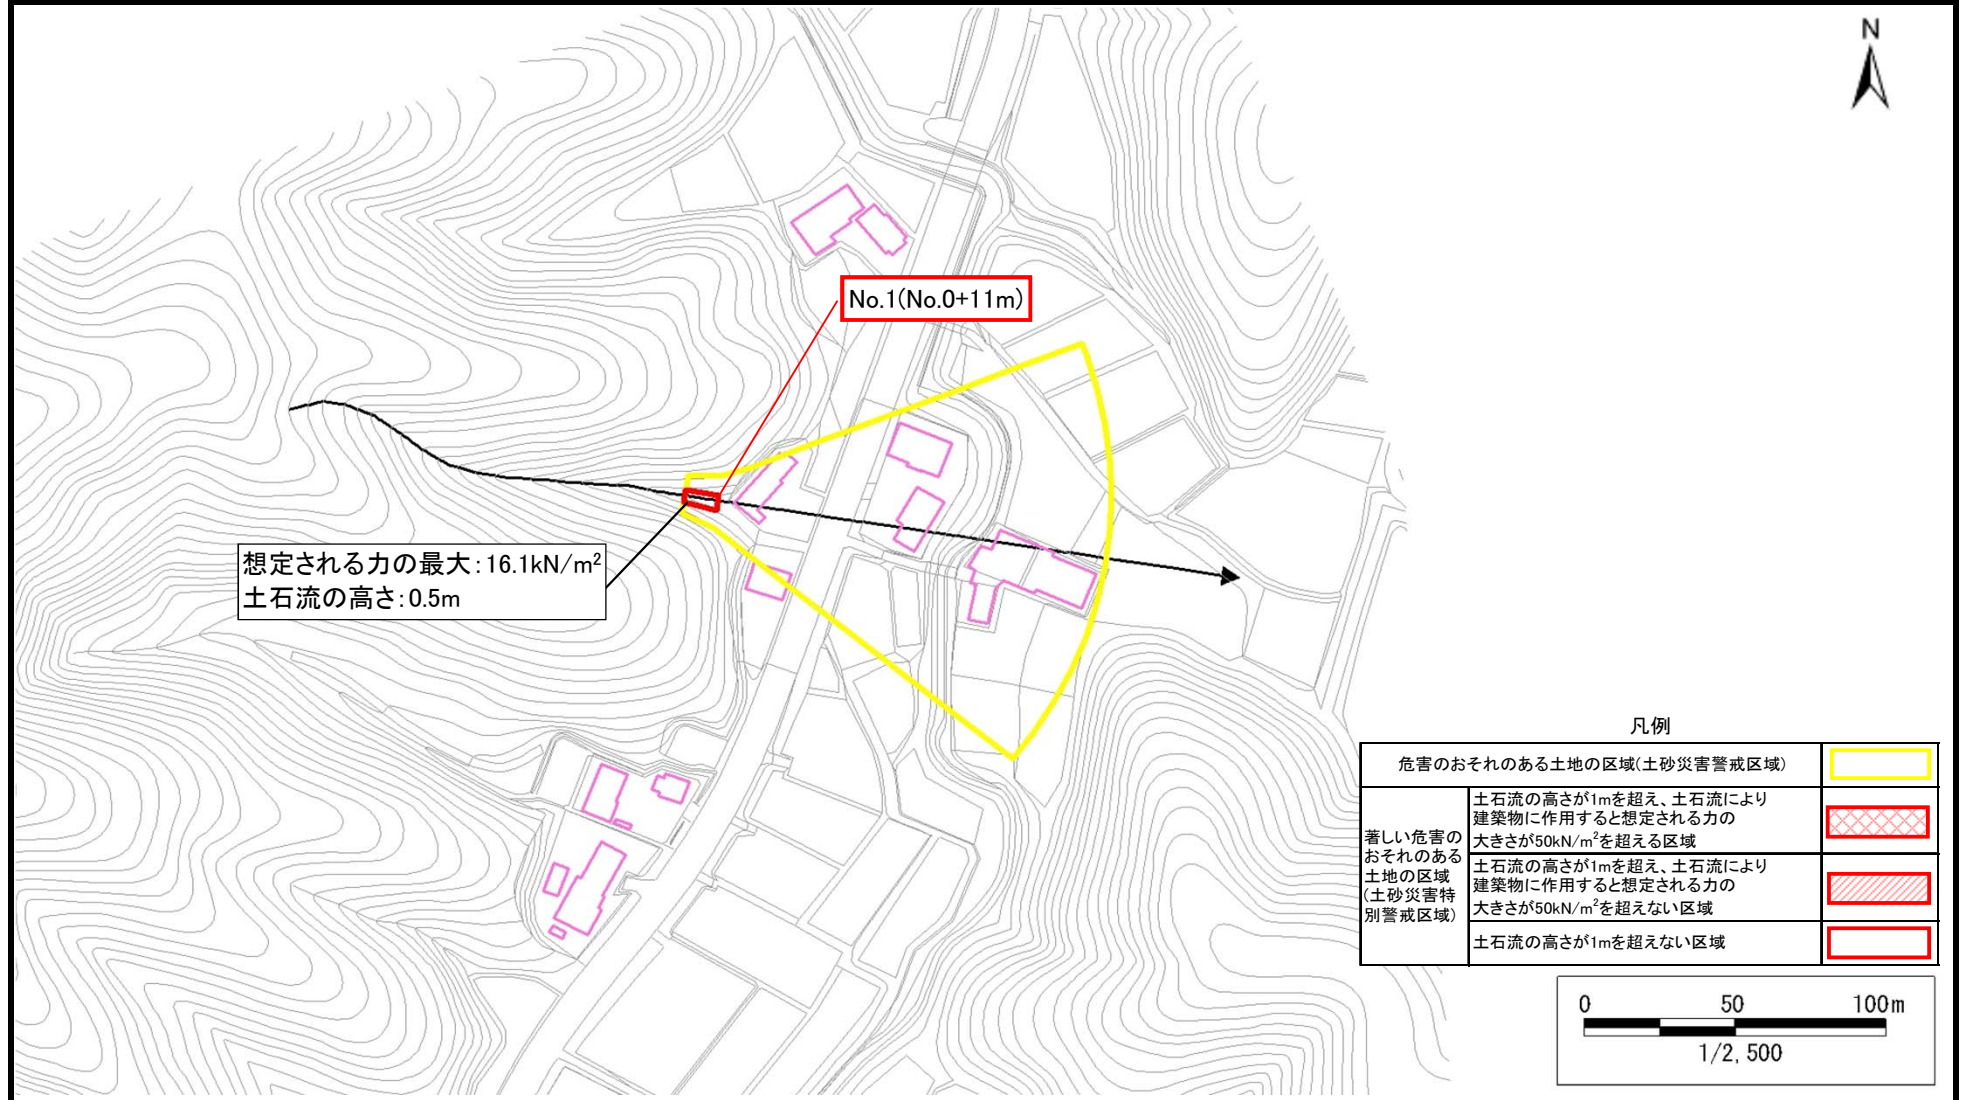 N
No.1(No.0+11m)
想定される力の最大:16.1kN/m²
土石流の高さ:0.5m
凡例
危害のおそれのある土地の区域(土砂災害警戒区域)
著しい危害の
おそれのある
土地の区域
(土砂災害特
別警戒区域)
土石流の高さが1mを超え、土石流により
建築物に作用すると想定される力の
大きさが50kN/m²を超える区域
土石流の高さが1mを超え、土石流により
建築物に作用すると想定される力の
大きさが50kN/m²を超えない区域
土石流の高さが1mを超えない区域
0 50 100m
1/2,500